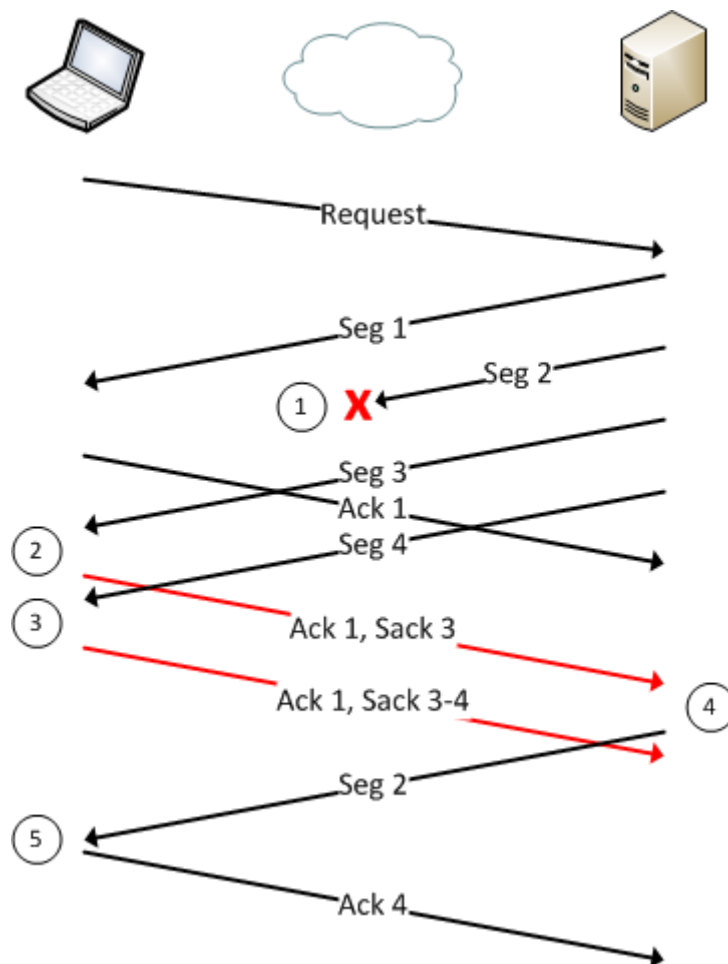 Request
Seg 1
Seg 2
1
X
Seg 3
Ack 1
Seg 4
2
3
Ack 1, Sack 3
Ack 1, Sack 3-4
4
Seg 2
5
Ack 4